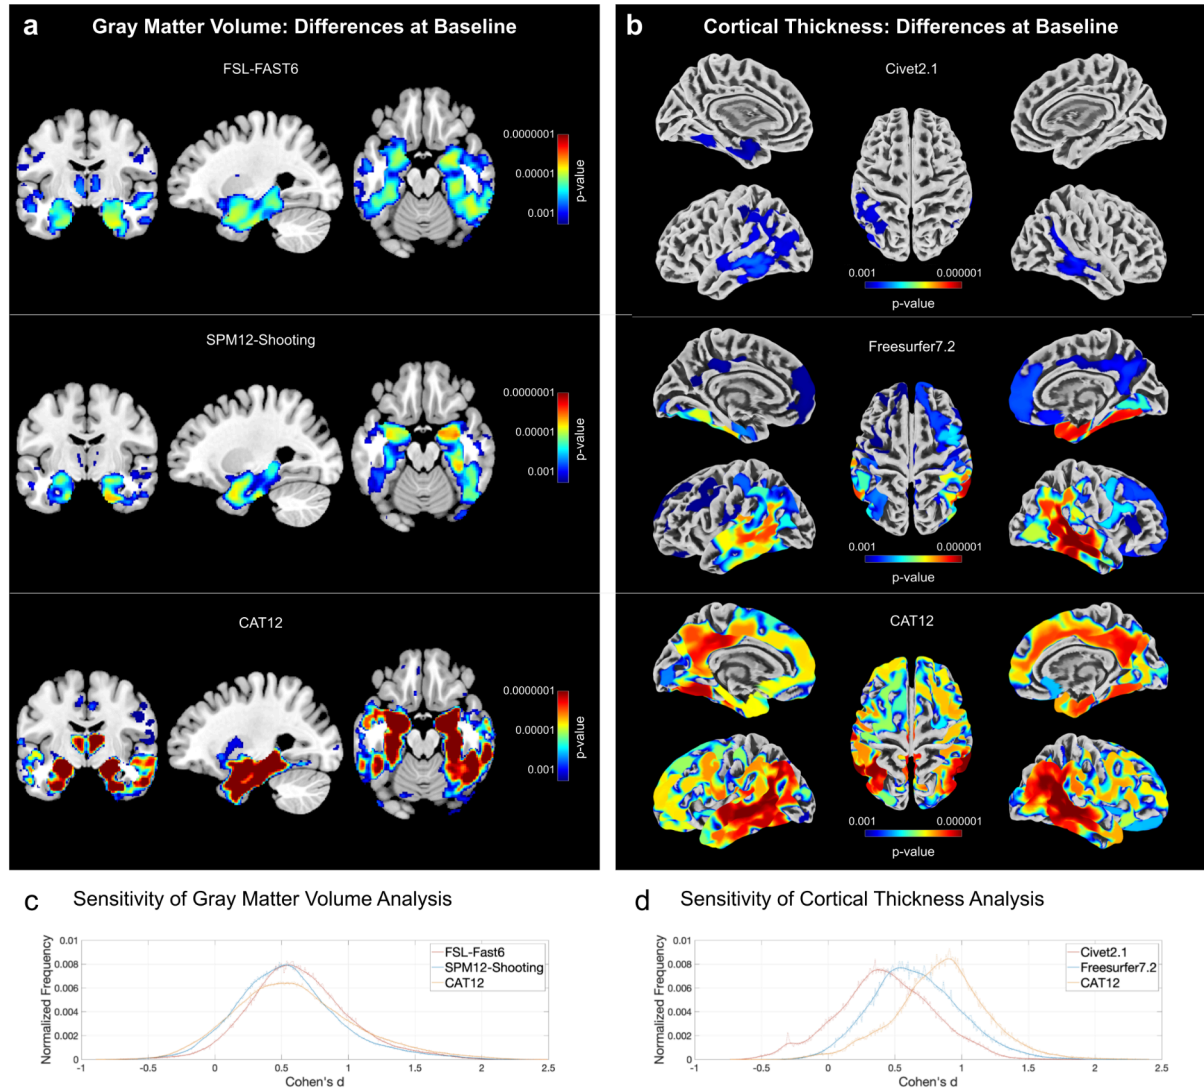 a Gray Matter Volume: Differences at Baseline
FSL-FAST6
0.0000001
0.00001
0.001
p-value
SPM12-Shooting
0.0000001
0.00001
0.001
p-value
CAT12
0.0000001
0.00001
0.001
p-value
b Cortical Thickness: Differences at Baseline
Civet2.1
0.001 0.000001
p-value
Freesurfer7.2
0.001 0.000001
p-value
CAT12
0.001 0.000001
p-value
c Sensitivity of Gray Matter Volume Analysis
Normalized Frequency
0.01
0.008
0.006
0.004
0.002
0
FSL-Fast6
SPM12-Shooting
CAT12
-1 -0.5 0 0.5 1 1.5 2 2.5
Cohen's d
d Sensitivity of Cortical Thickness Analysis
Normalized Frequency
0.01
0.008
0.006
0.004
0.002
0
Civet2.1
Freesurfer7.2
CAT12
-1 -0.5 0 0.5 1 1.5 2 2.5
Cohen's d